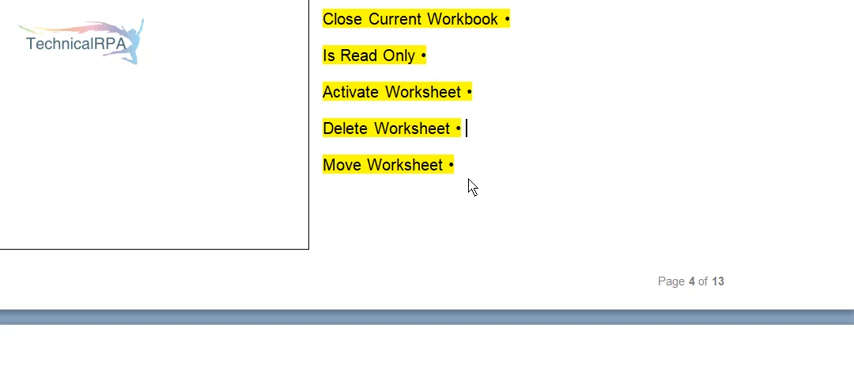 TechnicalRPA
Close Current Workbook •
Is Read Only •
Activate Worksheet •
Delete Worksheet •
Move Worksheet •
Page 4 of 13